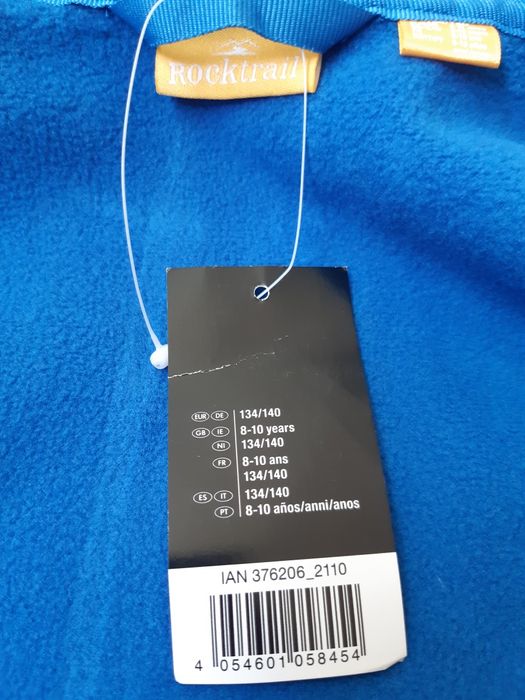 ROCKtrail
EUR DE 134/140
GB IE 8-10 years
NI 134/140
FR 8-10 ans
134/140
ES IT 134/140
PT 8-10 años/anni/anos
IAN 376206_2110
4 054601 058454